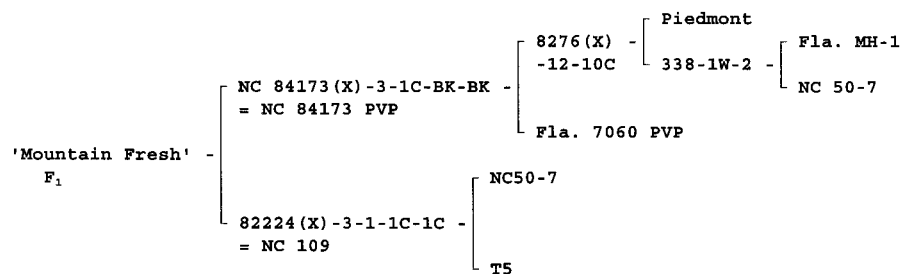 Piedmont
8276(X)
-12-10C
Fla. MH-1
338-1W-2
NC 50-7
NC 84173(X)-3-1C-BK-BK
= NC 84173 PVP
Fla. 7060 PVP
'Mountain Fresh'
F₁
NC50-7
82224(X)-3-1-1C-1C
= NC 109
T5